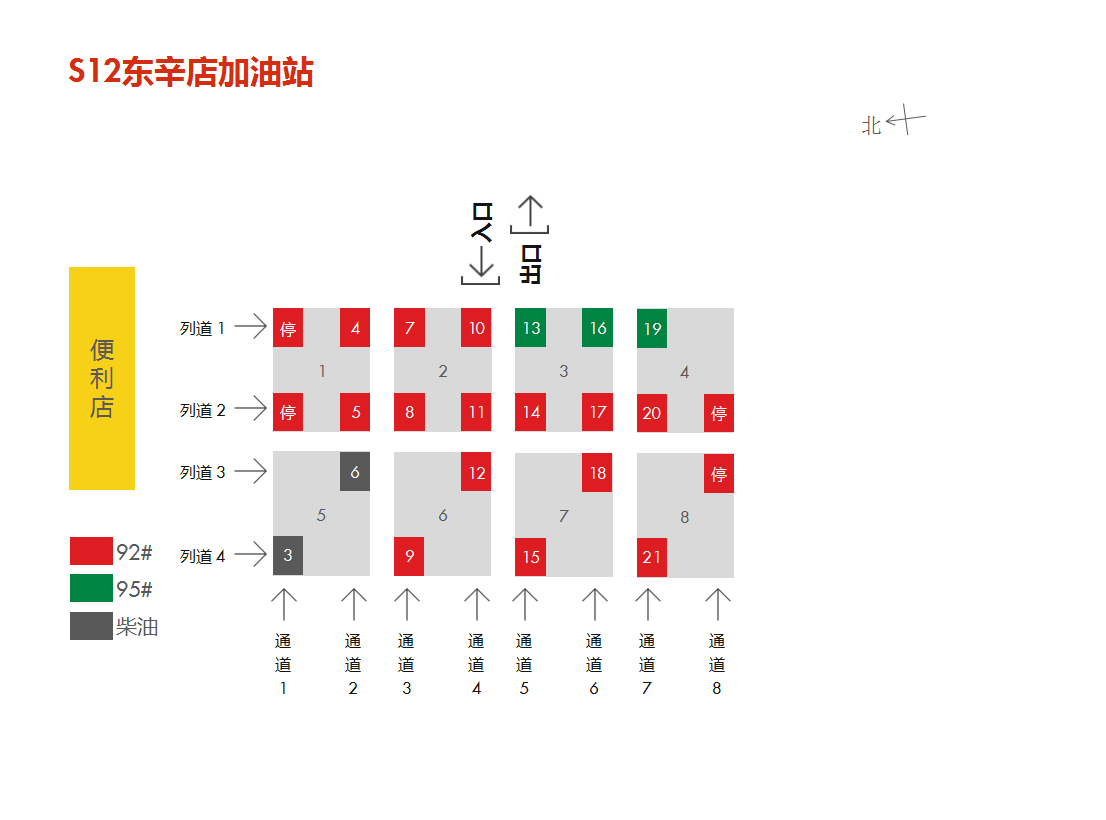 S12东辛店加油站
北
入口
出口
便利店
列道 1
停 4 7 10 13 16 19
1 2 3 4
列道 2
停 5 8 11 14 17 20 停
列道 3
6 12 18 停
5 6 7 8
列道 4
3 9 15 21
92#
95#
柴油
通道1
通道2
通道3
通道4
通道5
通道6
通道7
通道8